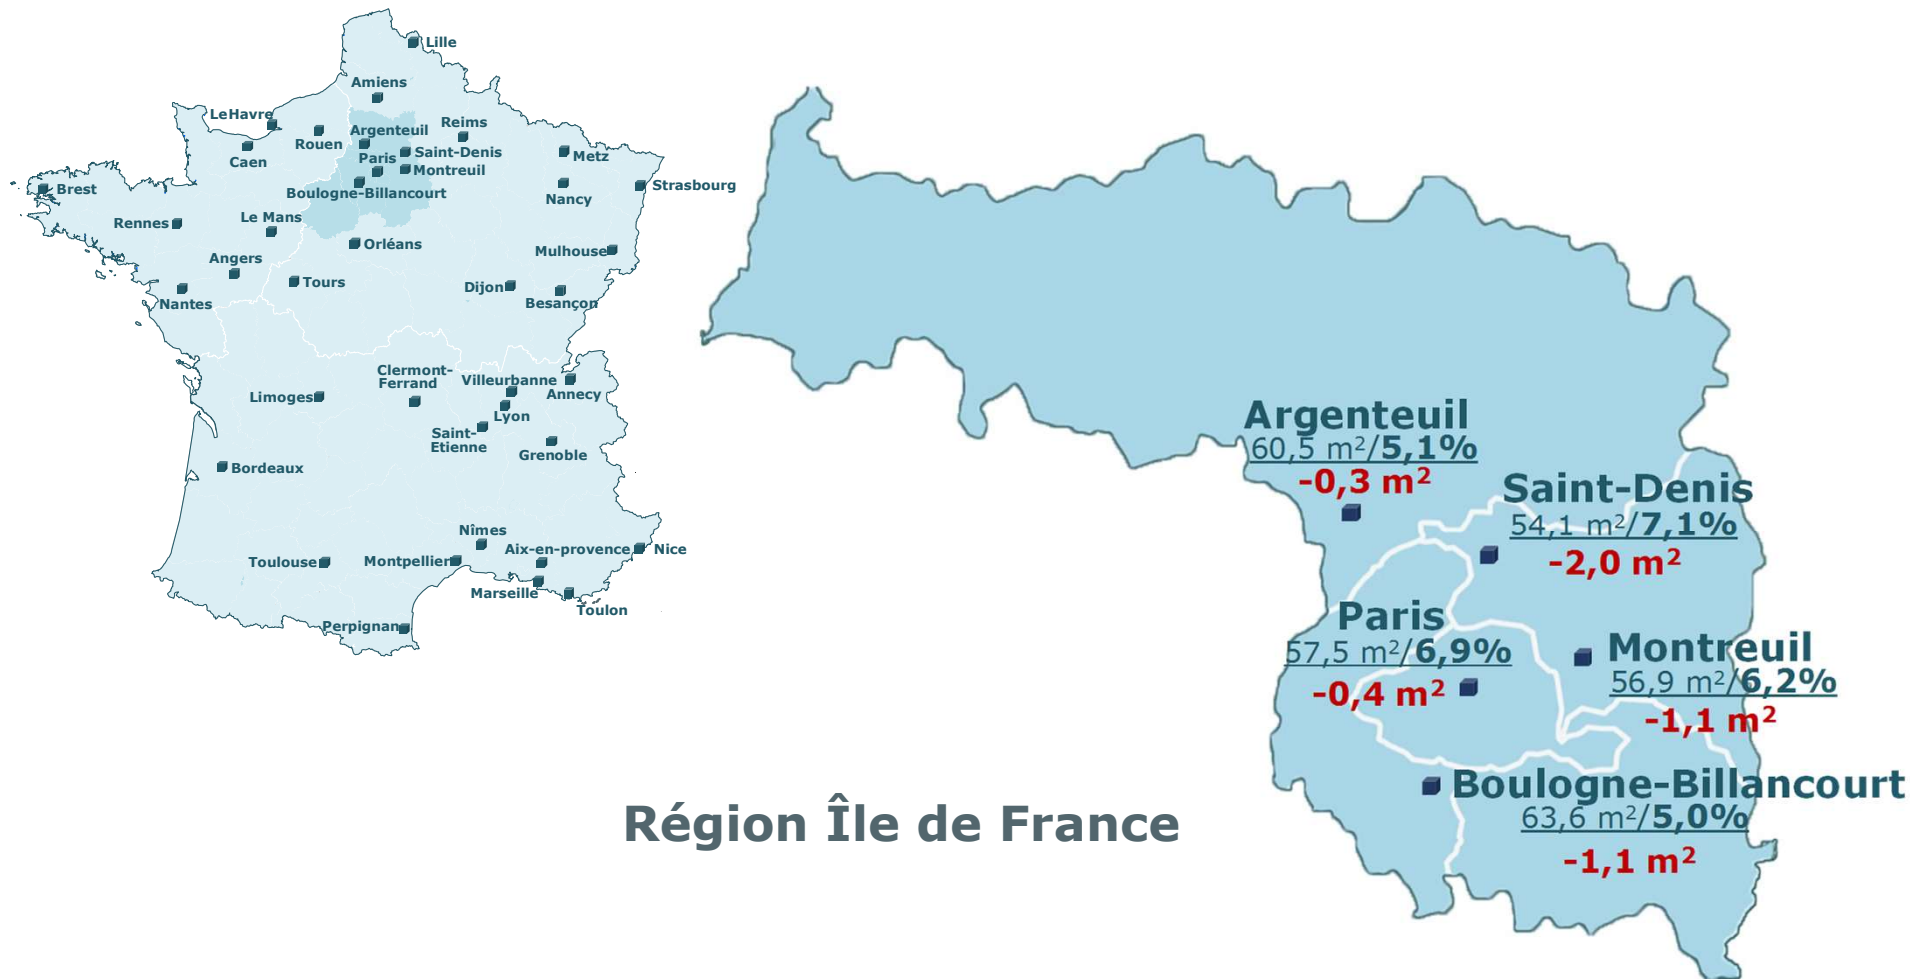 Lille
Amiens
LeHavre
Rouen
Caen
Argenteuil
Reims
Paris
Saint-Denis
Montreuil
Boulogne-Billancourt
Metz
Strasbourg
Nancy
Brest
Rennes
Le Mans
Orléans
Mulhouse
Angers
Tours
Nantes
Dijon
Besançon
Clermont-
Ferrand
Villeurbanne
Annecy
Limoges
Lyon
Saint-
Etienne
Grenoble
Bordeaux
Nîmes
Aix-en-provence
Nice
Toulouse
Montpellier
Marseille
Toulon
Perpignan
Argenteuil
60,5 m²/5,1%
-0,3 m²
Saint-Denis
54,1 m²/7,1%
-2,0 m²
Paris
57,5 m²/6,9%
-0,4 m²
Montreuil
56,9 m²/6,2%
-1,1 m²
Boulogne-Billancourt
63,6 m²/5,0%
-1,1 m²
Région Île de France